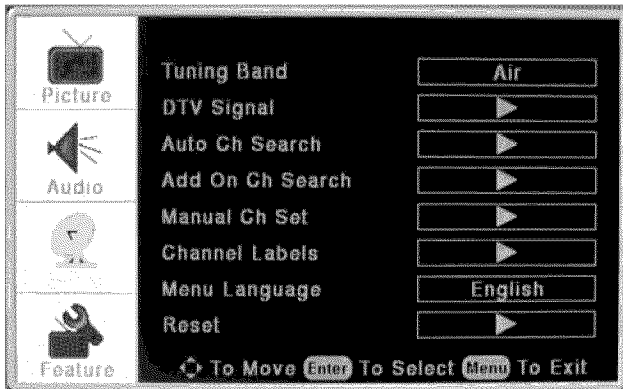 Picture
Audio
Feature
Tuning Band Air
DTV Signal
Auto Ch Search
Add On Ch Search
Manual Ch Set
Channel Labels
Menu Language English
Reset
To Move Enter To Select Menu To Exit